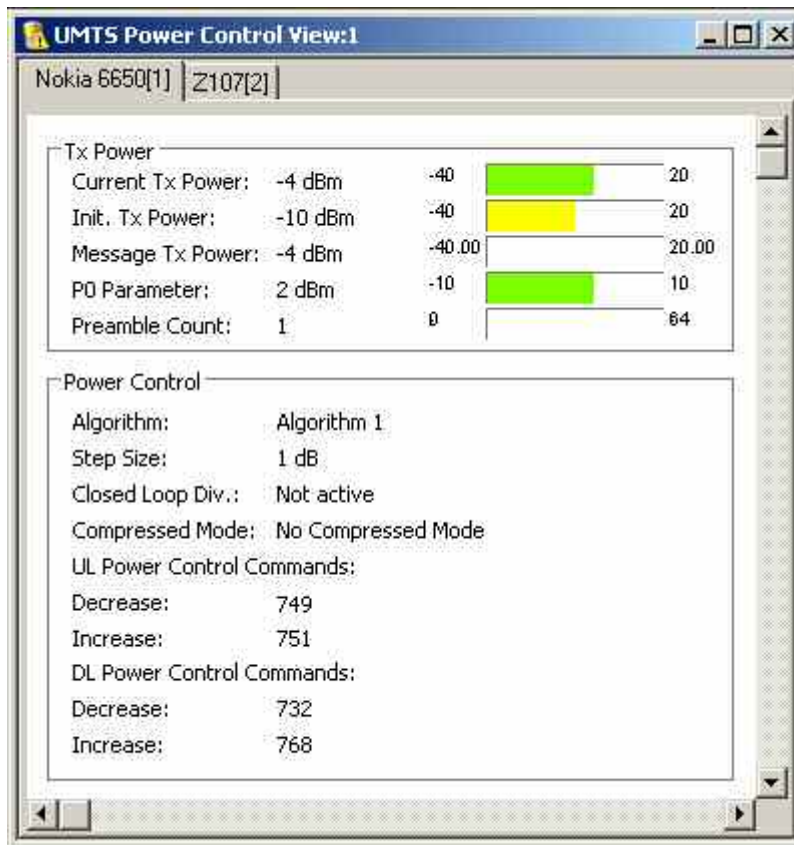 UMTS Power Control View:1
Nokia 6650[1] Z107[2]
Tx Power
Current Tx Power: -4 dBm -40 20
Init. Tx Power: -10 dBm -40 20
Message Tx Power: -4 dBm -40.00 20.00
P0 Parameter: 2 dBm -10 10
Preamble Count: 1 0 64
Power Control
Algorithm: Algorithm 1
Step Size: 1 dB
Closed Loop Div.: Not active
Compressed Mode: No Compressed Mode
UL Power Control Commands:
Decrease: 749
Increase: 751
DL Power Control Commands:
Decrease: 732
Increase: 768